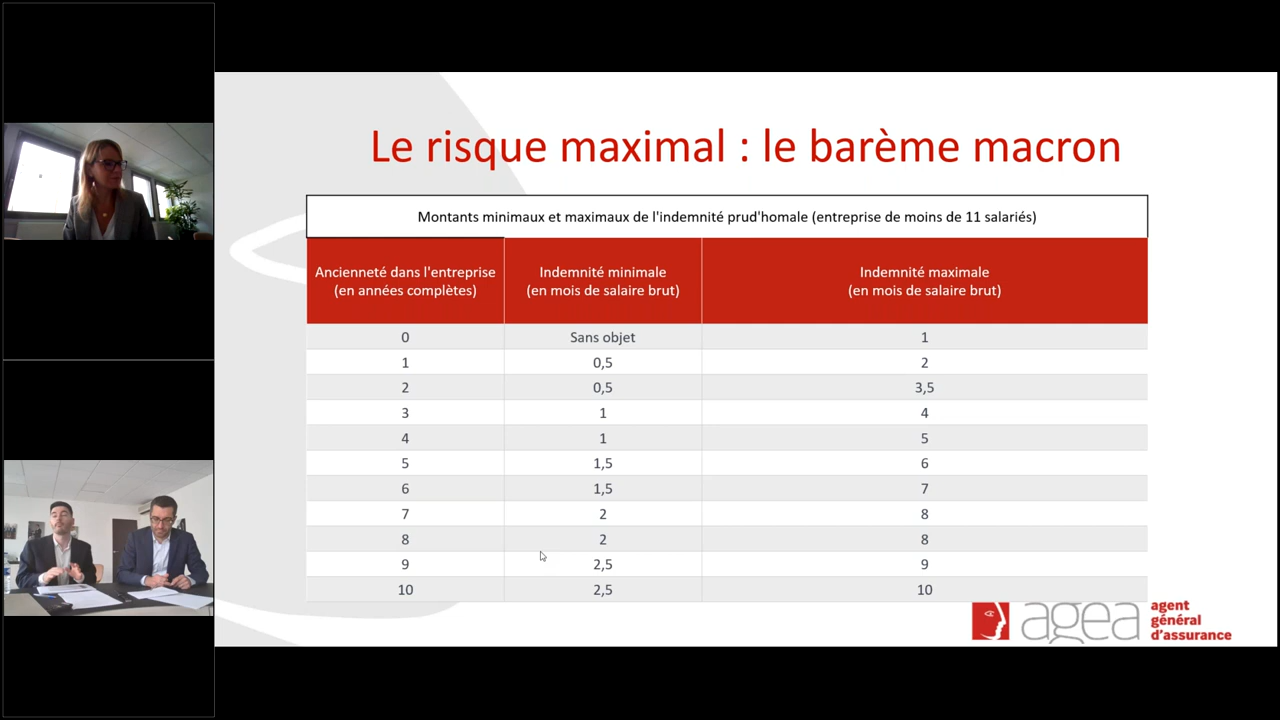 Le risque maximal : le barème macron
Montants minimaux et maximaux de l'indemnité prud'homale (entreprise de moins de 11 salariés)
Ancienneté dans l'entreprise (en années complètes) Indemnité minimale (en mois de salaire brut) Indemnité maximale (en mois de salaire brut)
0 Sans objet 1
1 0,5 2
2 0,5 3,5
3 1 4
4 1 5
5 1,5 6
6 1,5 7
7 2 8
8 2 8
9 2,5 9
10 2,5 10
agea
agent
général
d'assurance